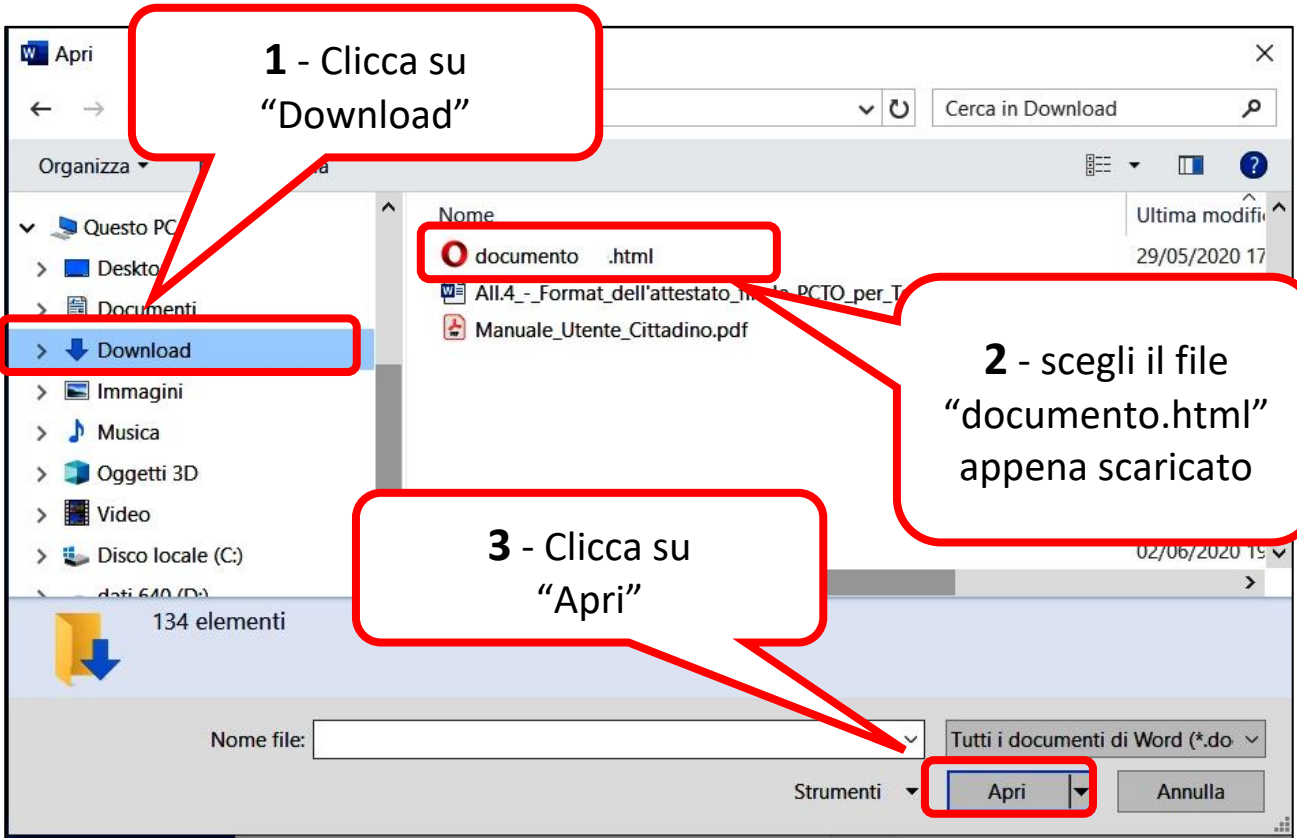 Apri
1 - Clicca su
“Download”
Cerca in Download
Organizza
Questo PC
Documenti
Download
Immagini
Musica
Oggetti 3D
Video
Disco locale (C:)
dati 640 (D:)
Nome
Ultima modifi
documento .html
29/05/2020 17
All.4_-_Format_dell'attestato_finale_PCTO_per_T
Manuale_Utente_Cittadino.pdf
2 - scegli il file
“documento.html”
appena scaricato
02/06/2020 19
3 - Clicca su
“Apri”
134 elementi
Nome file:
Tutti i documenti di Word (*.do
Strumenti
Apri
Annulla